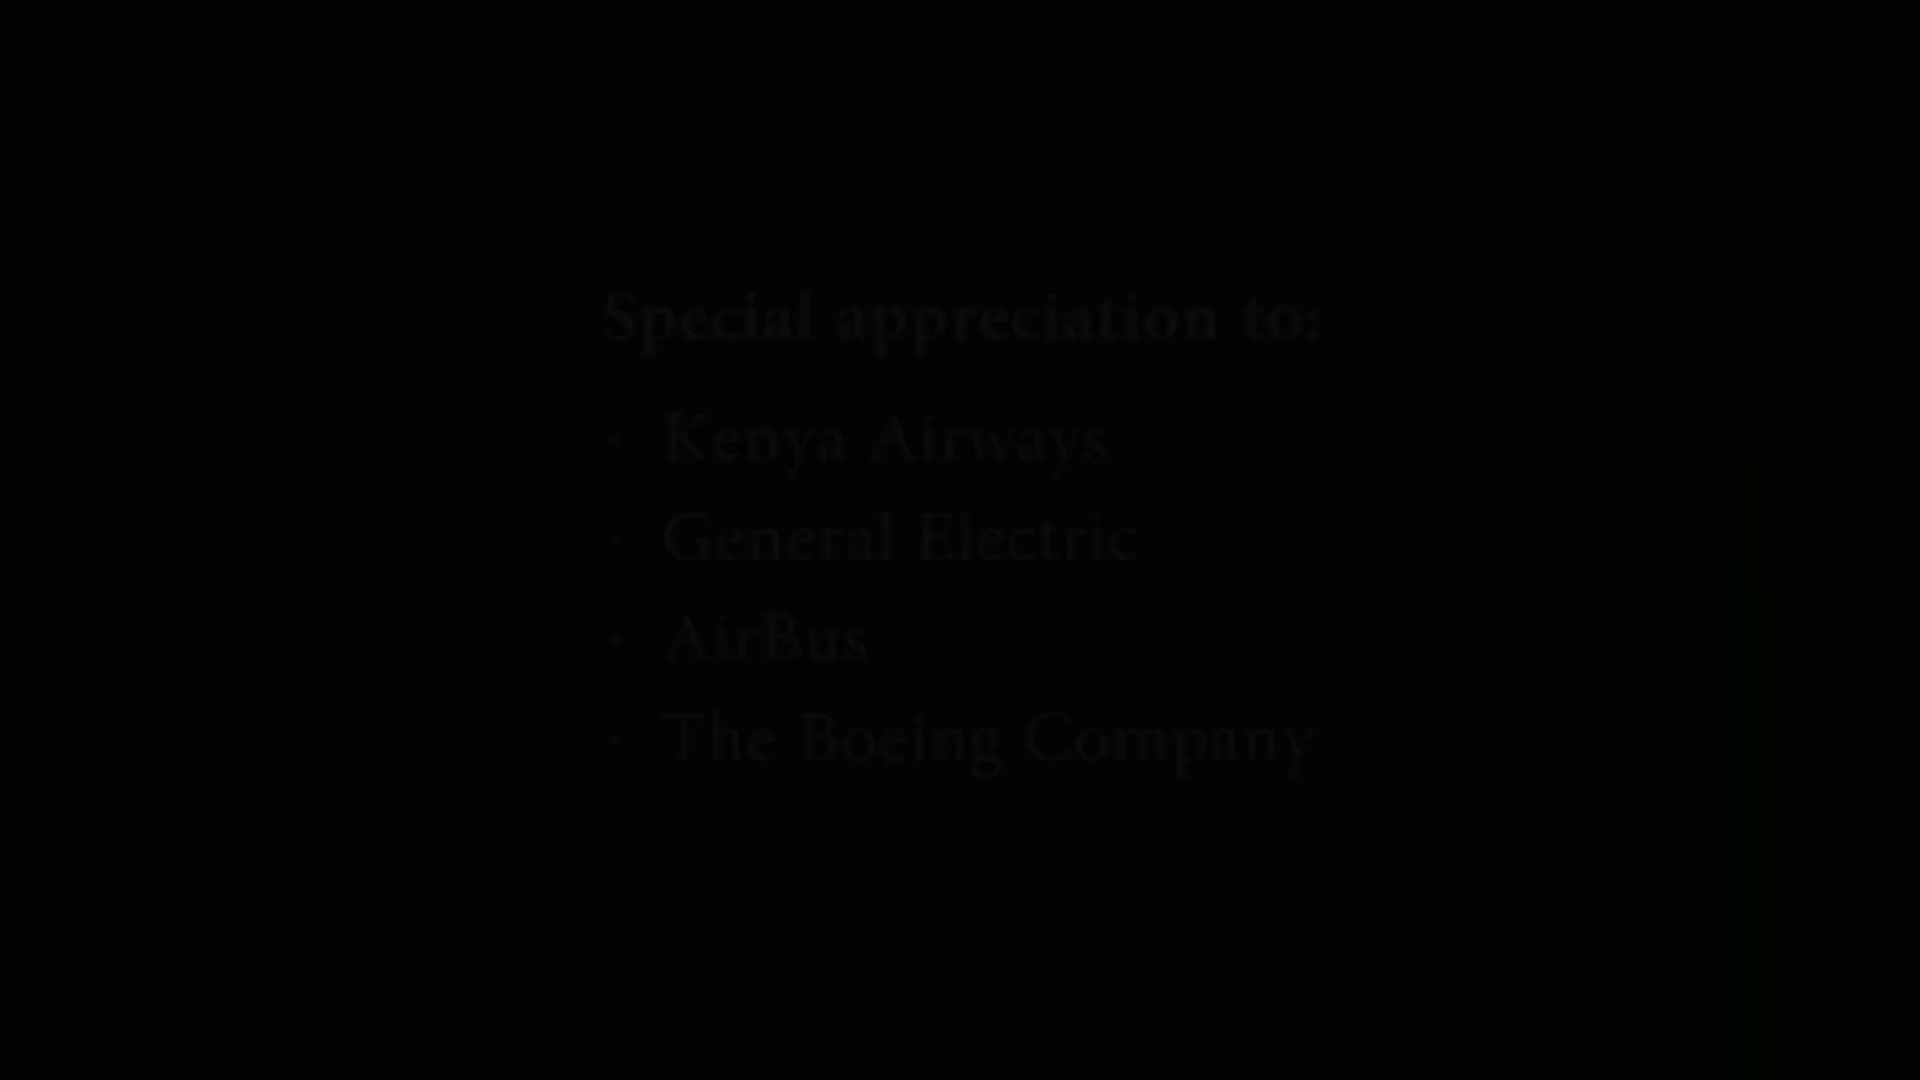 Special appreciation to:
· Kenya Airways
· General Electric
· AirBus
· The Boeing Company